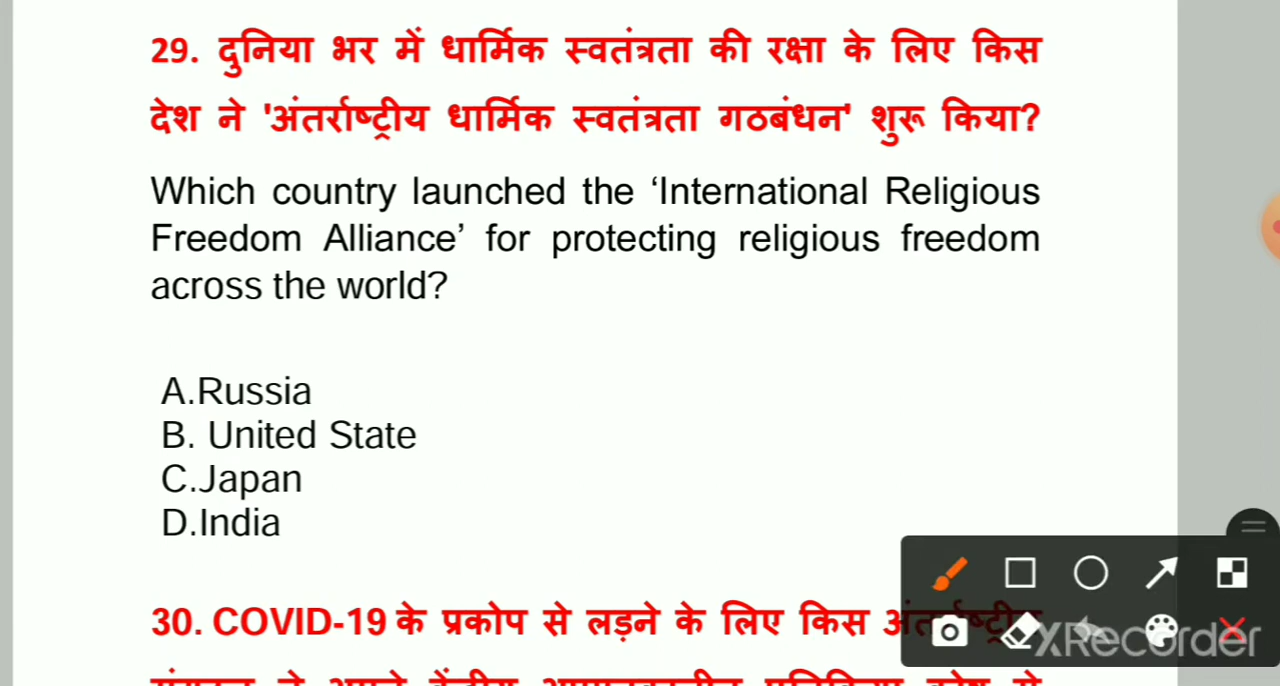 29. दुनिया भर में धार्मिक स्वतंत्रता की रक्षा के लिए किस
देश ने 'अंतर्राष्ट्रीय धार्मिक स्वतंत्रता गठबंधन' शुरू किया?
Which country launched the ‘International Religious
Freedom Alliance’ for protecting religious freedom
across the world?
A.Russia
B. United State
C.Japan
D.India
30. COVID-19 के प्रकोप से लड़ने के लिए किस अंतर्राष्ट्रीय
XRecorder